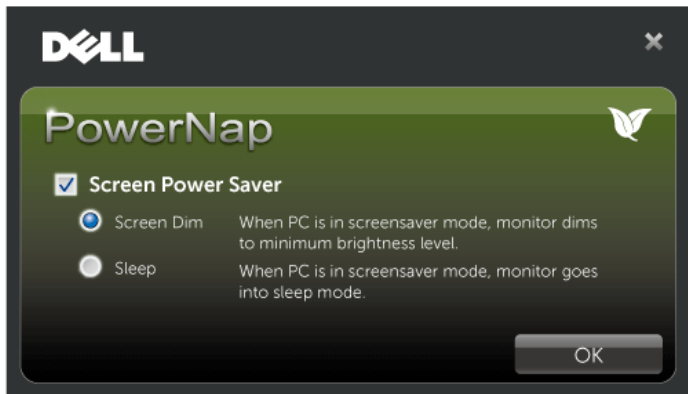 DELL
PowerNap
Screen Power Saver
Screen Dim When PC is in screensaver mode, monitor dims
to minimum brightness level.
Sleep When PC is in screensaver mode, monitor goes
into sleep mode.
OK